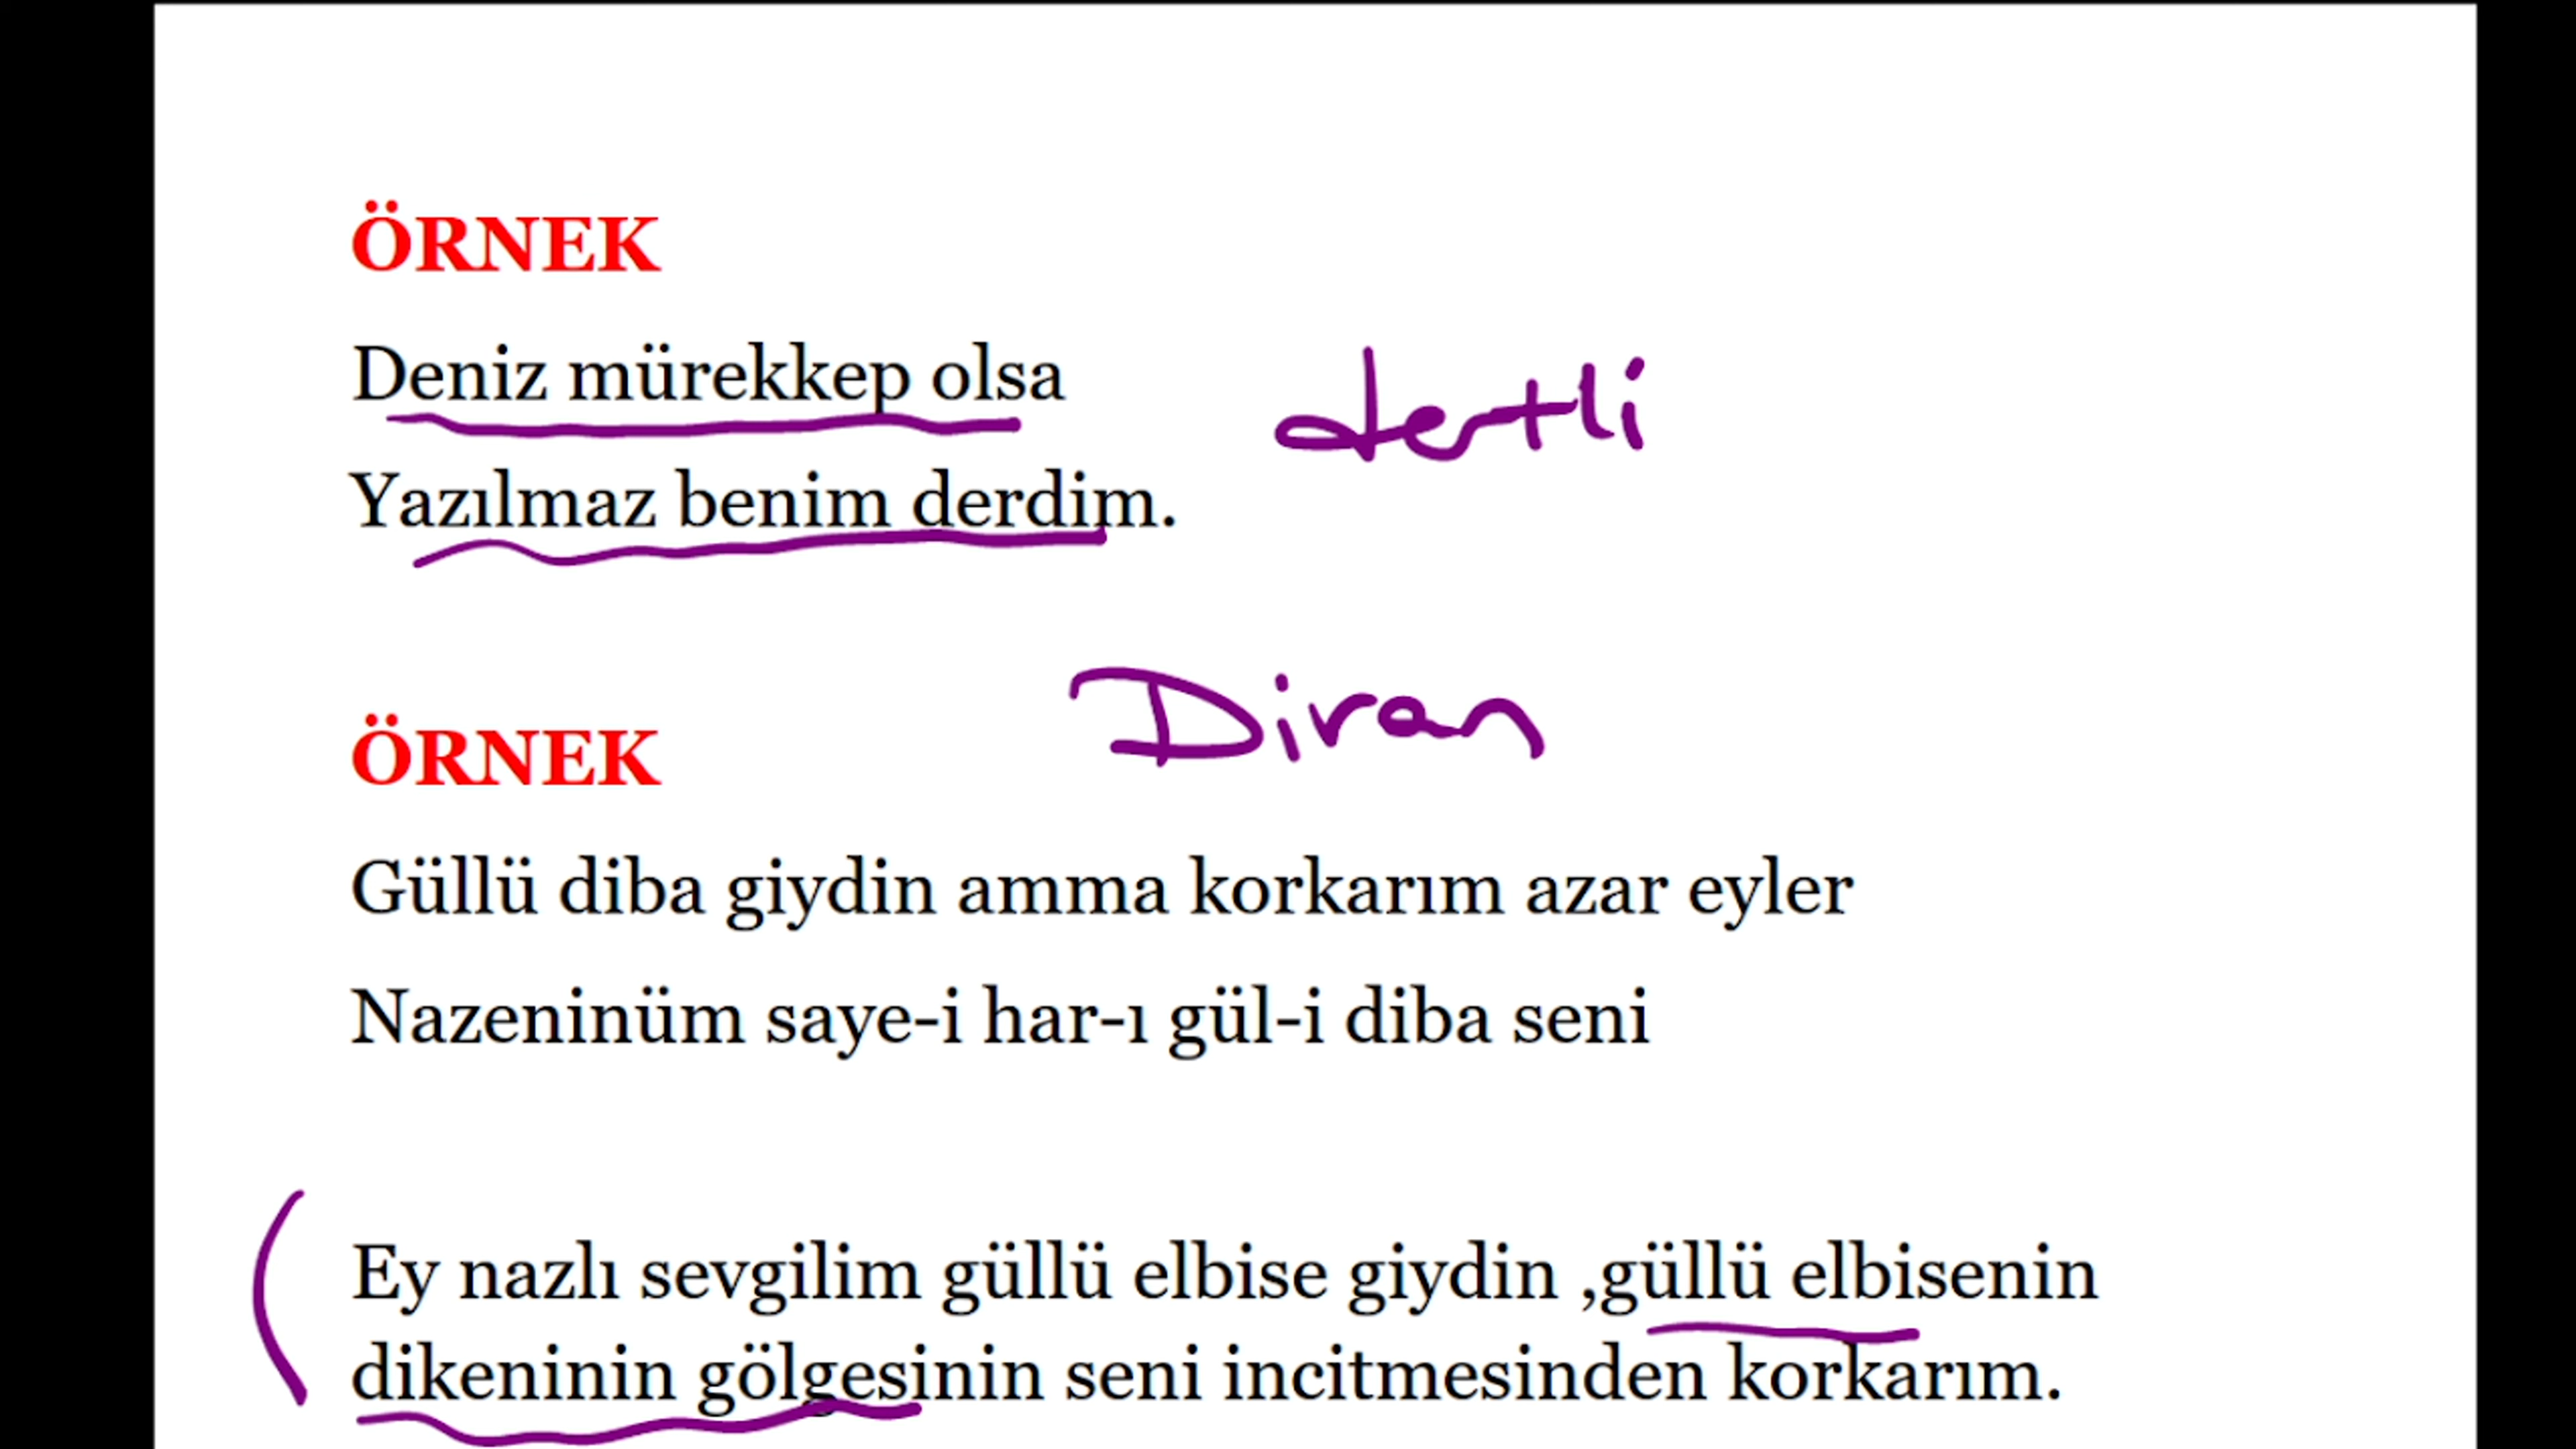 ÖRNEK
Deniz mürekkep olsa
dertli
Yazılmaz benim derdim.
Divan
ÖRNEK
Güllü diba giydin amma korkarım azar eyler
Nazeninüm saye-i har-ı gül-i diba seni
Ey nazlı sevgilim güllü elbise giydin ,güllü elbisenin
dikeninin gölgesinin seni incitmesinden korkarım.